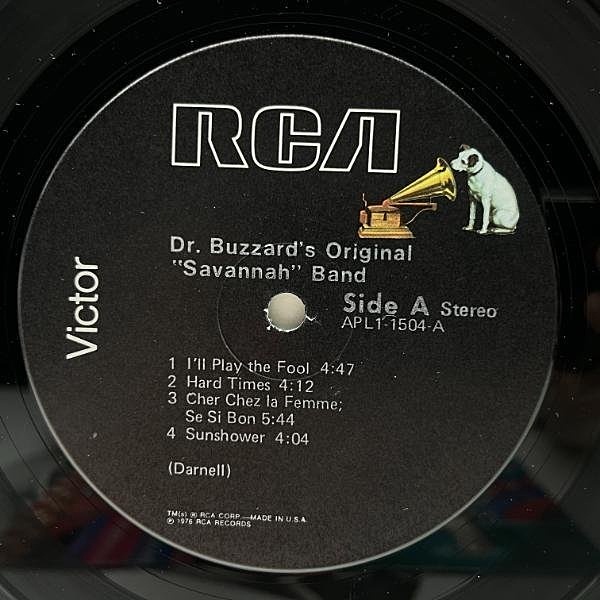 RCA
Victor
Dr. Buzzard's Original
"Savannah" Band
Side A Stereo
APL1-1504-A
1 I'll Play the Fool 4:47
2 Hard Times 4:12
3 Cher Chez la Femme;
Se Si Bon 5:44
4 Sunshower 4:04
(Darnell)
TM(s) ® RCA CORP.—MADE IN U.S.A.
℗ 1976 RCA RECORDS